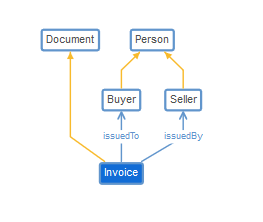 Document
Person
Buyer
Seller
issuedTo
issuedBy
Invoice